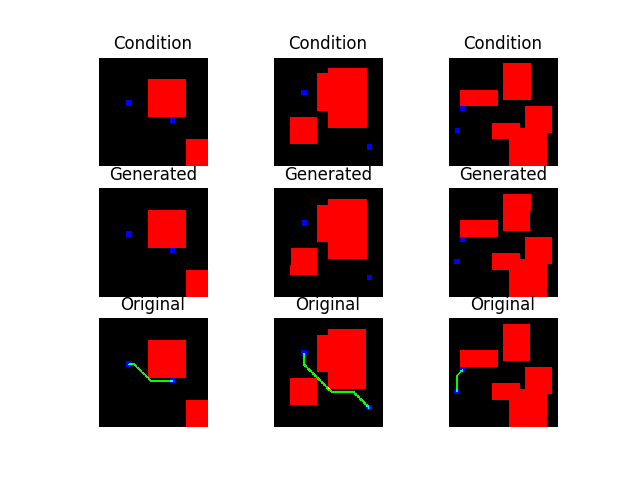 Condition Condition Condition
Generated Generated Generated
Original Original Original